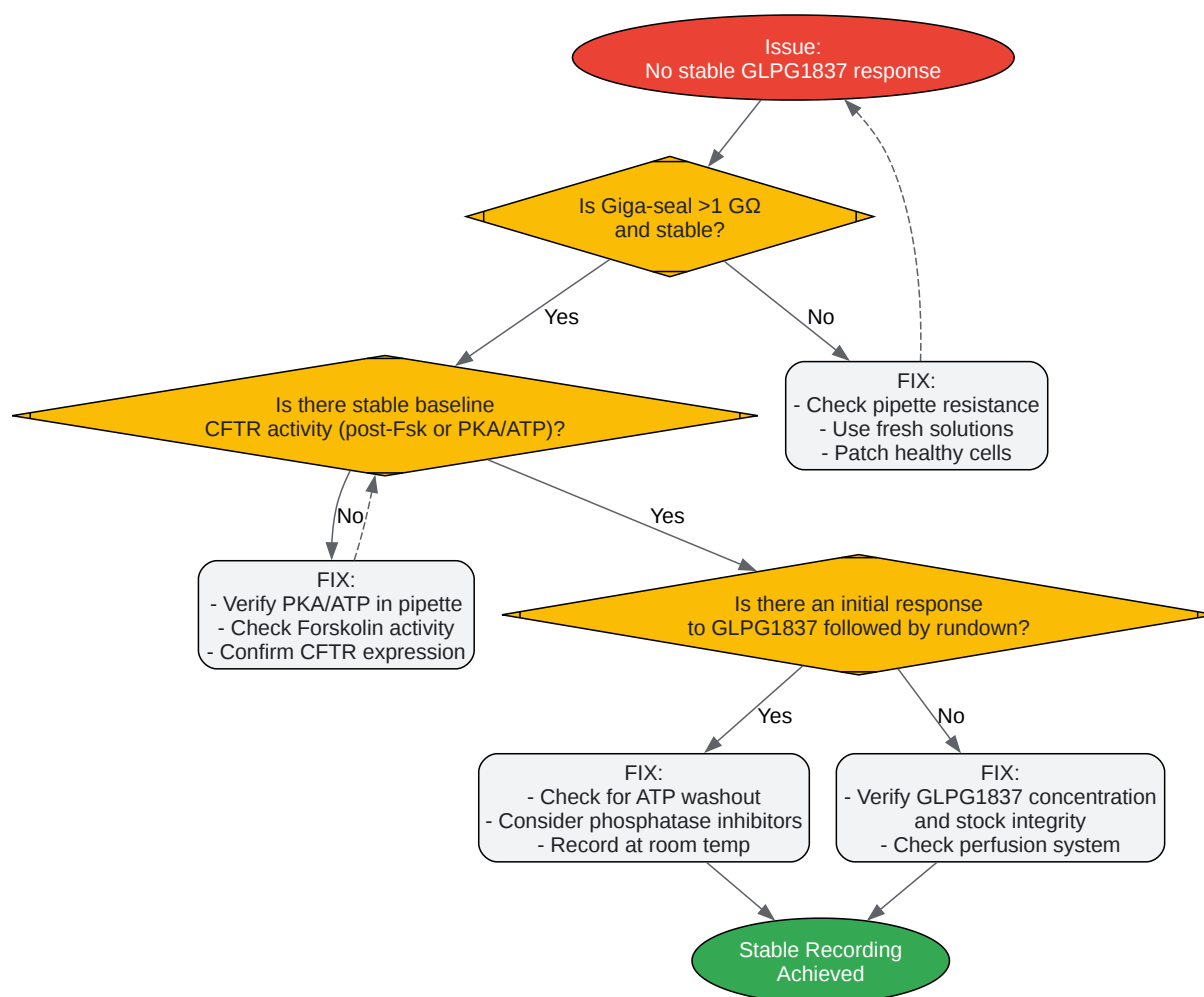 Issue:
No stable GLPG1837 response
Is Giga-seal >1 GΩ
and stable?
Yes
No
FIX:
- Check pipette resistance
- Use fresh solutions
- Patch healthy cells
Is there stable baseline
CFTR activity (post-Fsk or PKA/ATP)?
No
Yes
FIX:
- Verify PKA/ATP in pipette
- Check Forskolin activity
- Confirm CFTR expression
Is there an initial response
to GLPG1837 followed by rundown?
Yes
No
FIX:
- Check for ATP washout
- Consider phosphatase inhibitors
- Record at room temp
FIX:
- Verify GLPG1837 concentration
and stock integrity
- Check perfusion system
Stable Recording
Achieved